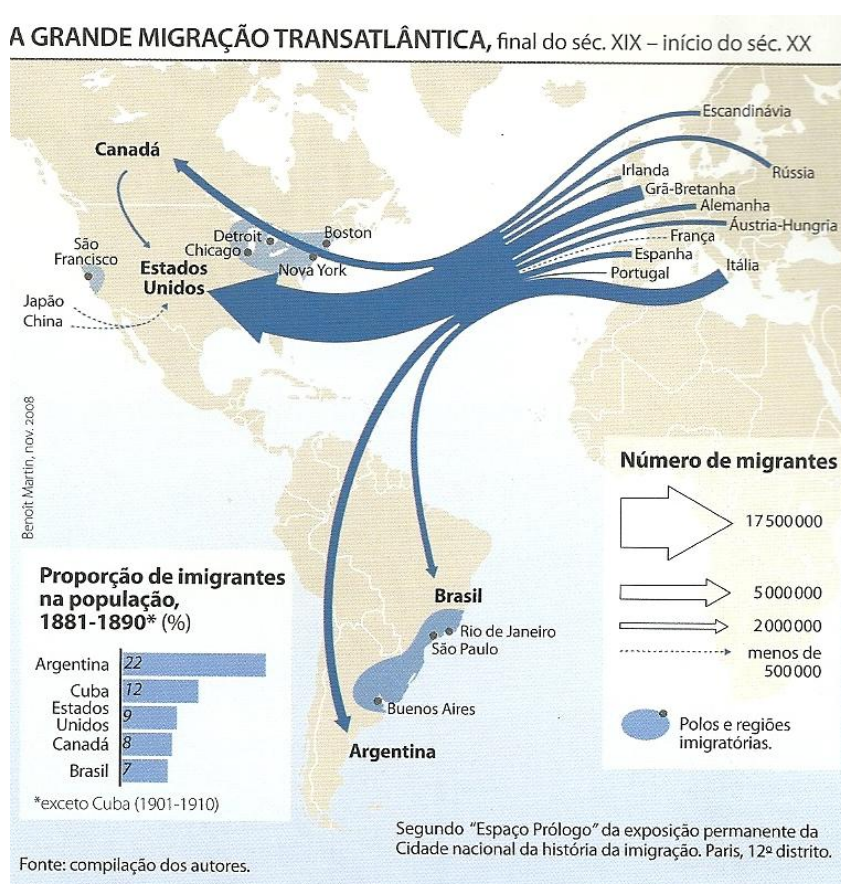 A GRANDE MIGRAÇÃO TRANSATLÂNTICA, final do séc. XIX – início do séc. XX
Escandinávia
Canadá
Irlanda
Rússia
Grã-Bretanha
Alemanha
Áustria-Hungria
França
Espanha
Portugal
Itália
São
Francisco
Detroit
Chicago
Boston
Nova York
Estados
Unidos
Japão
China
Benoît Martin, nov. 2008
Número de migrantes
17 500 000
5 000 000
2 000 000
menos de
500 000
Polos e regiões
imigratórias.
Proporção de imigrantes
na população,
1881-1890* (%)
Argentina 22
Cuba 12
Estados
Unidos 9
Canadá 8
Brasil 7
*exceto Cuba (1901-1910)
Brasil
Rio de Janeiro
São Paulo
Buenos Aires
Argentina
Segundo “Espaço Prólogo” da exposição permanente da
Cidade nacional da história da imigração. Paris, 12º distrito.
Fonte: compilação dos autores.